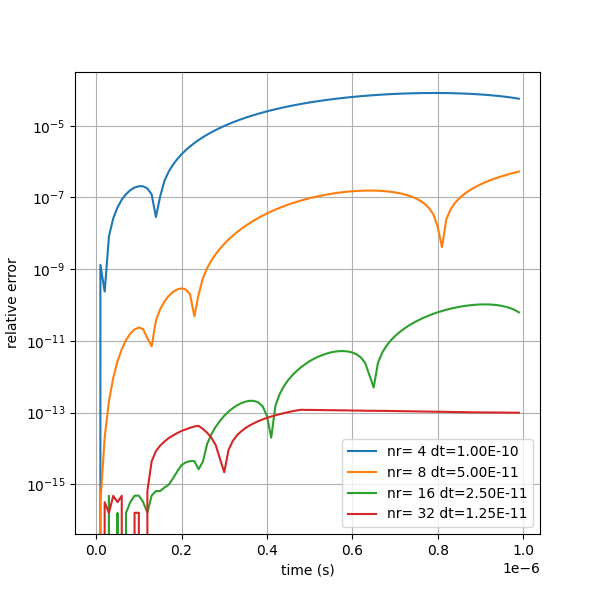 10⁻⁵
10⁻⁷
10⁻⁹
10⁻¹¹
10⁻¹³
10⁻¹⁵
relative error
nr= 4 dt=1.00E-10
nr= 8 dt=5.00E-11
nr= 16 dt=2.50E-11
nr= 32 dt=1.25E-11
0.0 0.2 0.4 0.6 0.8 1.0
time (s)
1e−6